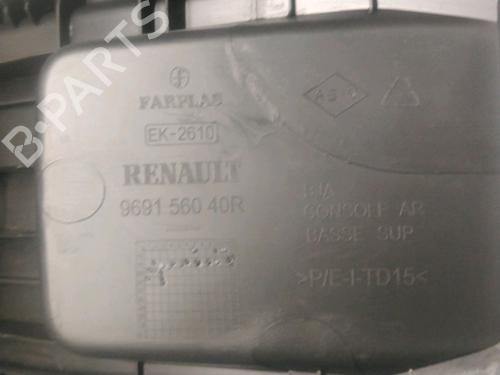 B-PARTS
FARPLAS
EK-2610
RENAULT
9691 560 40R
BJA
CONSOLE AR
BASSE SUP
>P/E-I-TD15<